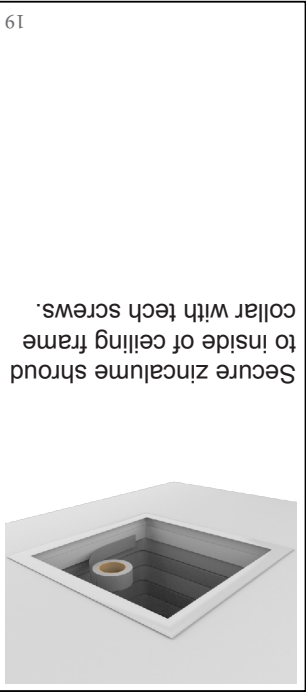 Secure zincalume shroud
to inside of ceiling frame
collar with tech screws.
19